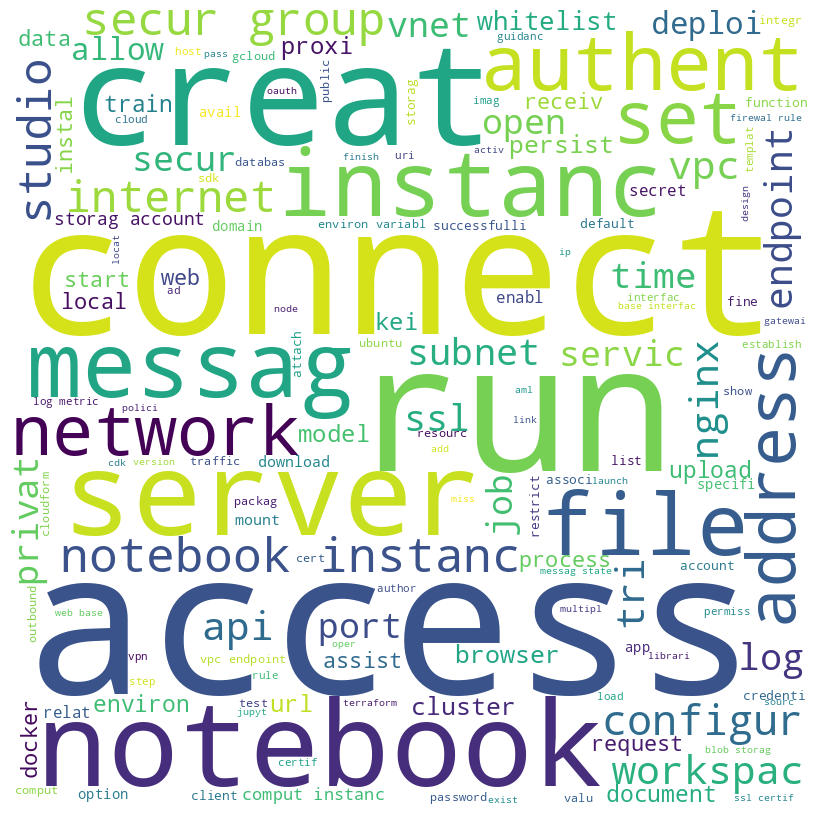 secur group
vnet
whitelist
deploi
integr
data
allow
host
pass
gcloud
proxi
public
guidanc
creat
authent
studio
train
cloud
avail
oauth
storag
imag
receiv
function
firewal rule
instal
secur
databas
sdk
finish
uri
activ
open
persist
set
templat
internet
instanc
vpc
secret
design
endpoint
storag account
domain
environ variabl
successfulli
default
locat
connect
ip
start
local
web
ad
node
kei
enabl
time
interfac
base interfac
fine
gatewai
messag
attach
ubuntu
subnet
servic
establish
log metric
polici
run
ssl
aml
link
resourc
show
nginx
address
network
model
add
list
cdk
version
traffic
download
server
privat
cloudform
packag
mount
miss
job
restrict
associ
launch
upload
specifi
file
notebook instanc
cert
process
messag state
account
tri
outbound
web base
access
author
api
port
multipl
permiss
vpn
vpc endpoint
oper
assist
browser
app
librari
log
step
rule
docker
relat
environ
test
jupyt
url
terraform
cluster
load
credenti
sourc
notebook
configur
request
blob storag
certif
workspac
comput
option
client
comput instanc
password
exist
valu
document
ssl certif